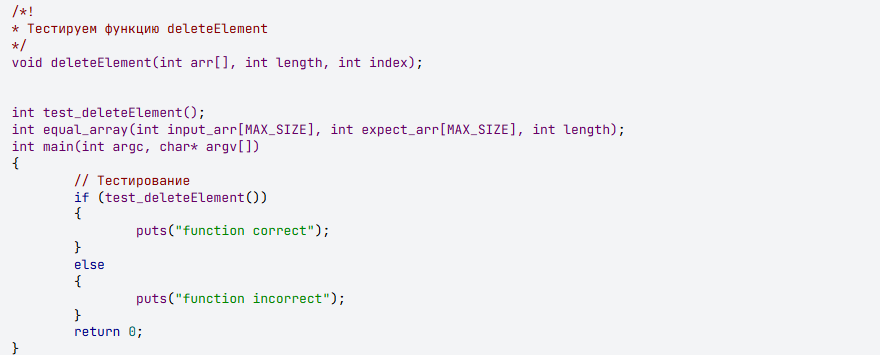 /*!
* Тестируем функцию deleteElement
*/
void deleteElement(int arr[], int length, int index);
int test_deleteElement();
int equal_array(int input_arr[MAX_SIZE], int expect_arr[MAX_SIZE], int length);
int main(int argc, char* argv[])
{
// Тестирование
if (test_deleteElement())
{
puts("function correct");
}
else
{
puts("function incorrect");
}
return 0;
}